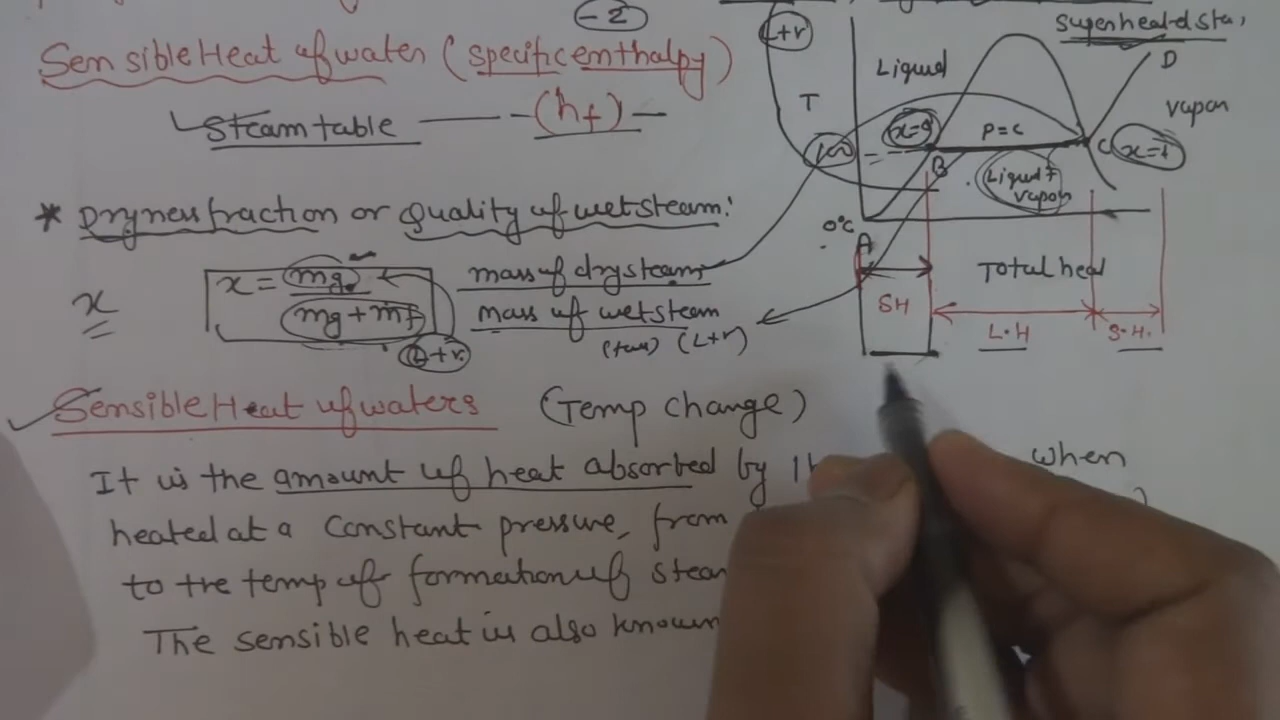 - 2
Sensible Heat of water (specific enthalpy)
Steam table - (hf) -
* Dryness fraction or quality of wet steam:
x
x = mg
mg + mf
(L+v)
mass of dry steam
mass of wet steam
(L+v)
Sensible Heat of waters (Temp change)
It is the amount of heat absorbed by when
heated at a constant pressure, from
to the temp of formation of
The sensible heat is also known
L+v
T
Liquid
Superheated
D
vapor
100
P=C
C
x=1
B
Liquid +
vapor
0°C
A
Total heat
SH
L.H
S.H.